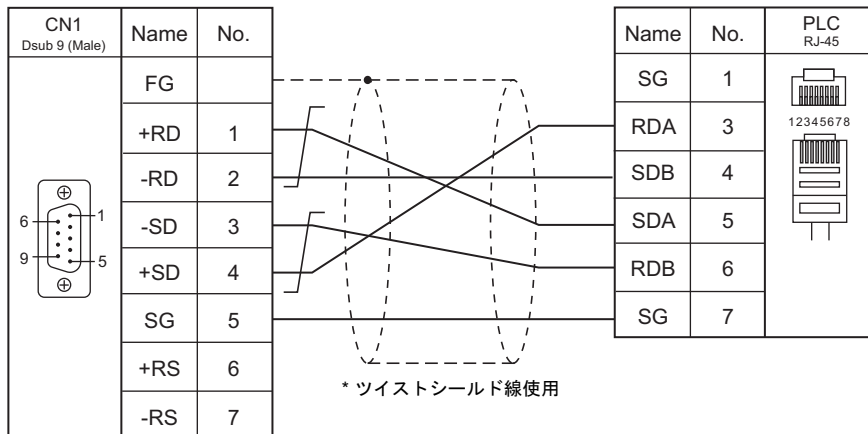 CN1
Dsub 9 (Male)
Name No.
FG
+RD 1
-RD 2
-SD 3
+SD 4
SG 5
+RS 6
-RS 7
6
9
1
5
* ツイストシールド線使用
Name No.
PLC
RJ-45
SG 1
RDA 3
SDB 4
SDA 5
RDB 6
SG 7
12345678